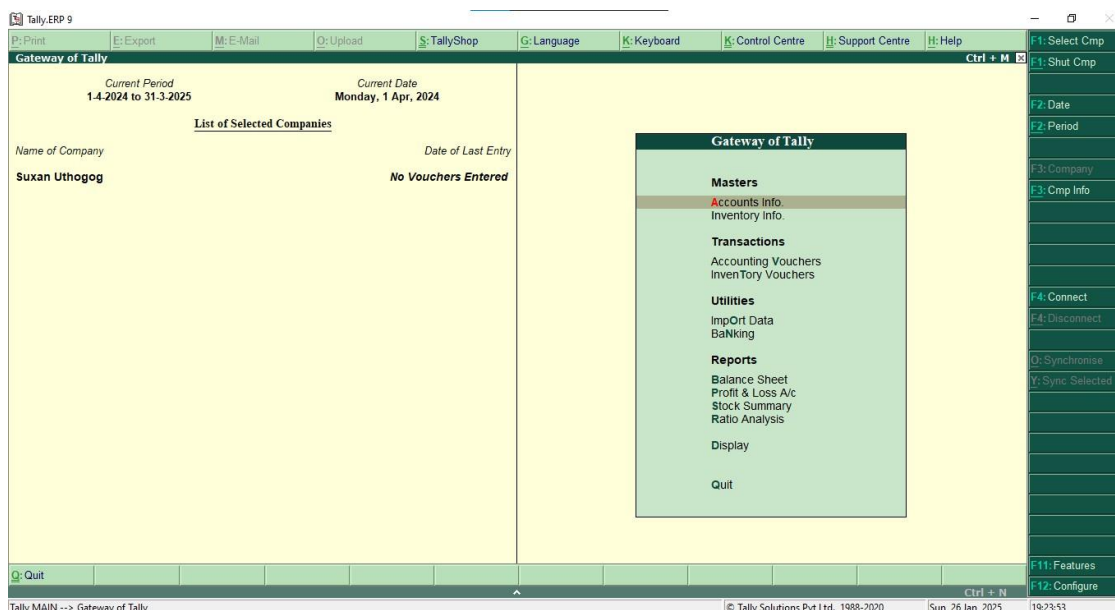 Tally.ERP 9
P: Print E: Export M: E-Mail O: Upload S: TallyShop G: Language K: Keyboard K: Control Centre H: Support Centre H: Help
Gateway of Tally Ctrl + M
Current Period Current Date
1-4-2024 to 31-3-2025 Monday, 1 Apr, 2024
List of Selected Companies
Name of Company Date of Last Entry
Suxan Uthogog No Vouchers Entered
Gateway of Tally
Masters
Accounts Info.
Inventory Info.
Transactions
Accounting Vouchers
InvenTory Vouchers
Utilities
ImpOrt Data
BaNking
Reports
Balance Sheet
Profit & Loss A/c
Stock Summary
Ratio Analysis
Display
Quit
F1: Select Cmp
F1: Shut Cmp
F2: Date
F2: Period
F3: Company
F3: Cmp Info
F4: Connect
F4: Disconnect
O: Synchronise
Y: Sync Selected
F11: Features
F12: Configure
Q: Quit
Ctrl + N
Tally MAIN --> Gateway of Tally © Tally Solutions Pvt Ltd., 1988-2020 Sun, 26 Jan, 2025 19:23:53